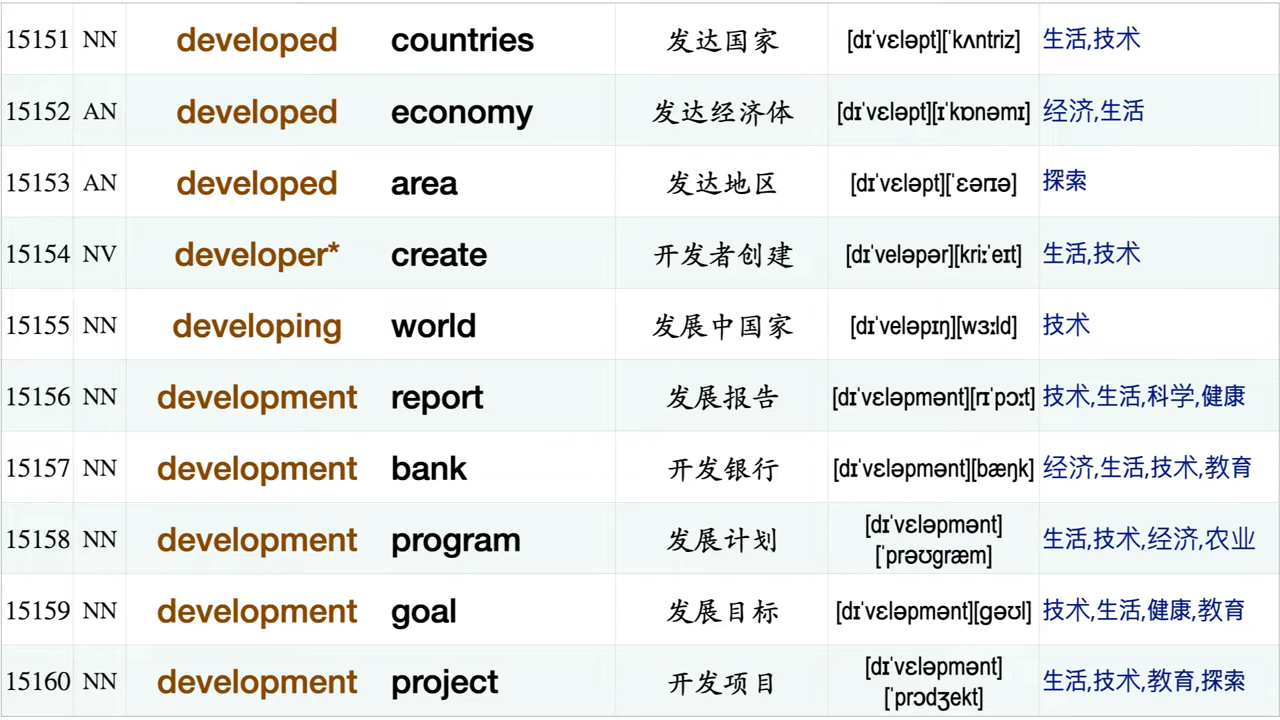 15151 NN developed countries 发达国家 [dɪˈvɛləpt][ˈkʌntriz] 生活,技术
15152 AN developed economy 发达经济体 [dɪˈvɛləpt][ɪˈkɒnəmɪ] 经济,生活
15153 AN developed area 发达地区 [dɪˈvɛləpt][ˈɛərɪə] 探索
15154 NV developer* create 开发者创建 [dɪˈveləpər][kriːˈeɪt] 生活,技术
15155 NN developing world 发展中国家 [dɪˈveləpɪŋ][wɜːld] 技术
15156 NN development report 发展报告 [dɪˈvɛləpmənt][rɪˈpɔːt] 技术,生活,科学,健康
15157 NN development bank 开发银行 [dɪˈvɛləpmənt][bæŋk] 经济,生活,技术,教育
15158 NN development program 发展计划 [dɪˈvɛləpmənt]
[ˈprəʊgræm] 生活,技术,经济,农业
15159 NN development goal 发展目标 [dɪˈvɛləpmənt][gəʊl] 技术,生活,健康,教育
15160 NN development project 开发项目 [dɪˈvɛləpmənt]
[ˈprɔdʒekt] 生活,技术,教育,探索